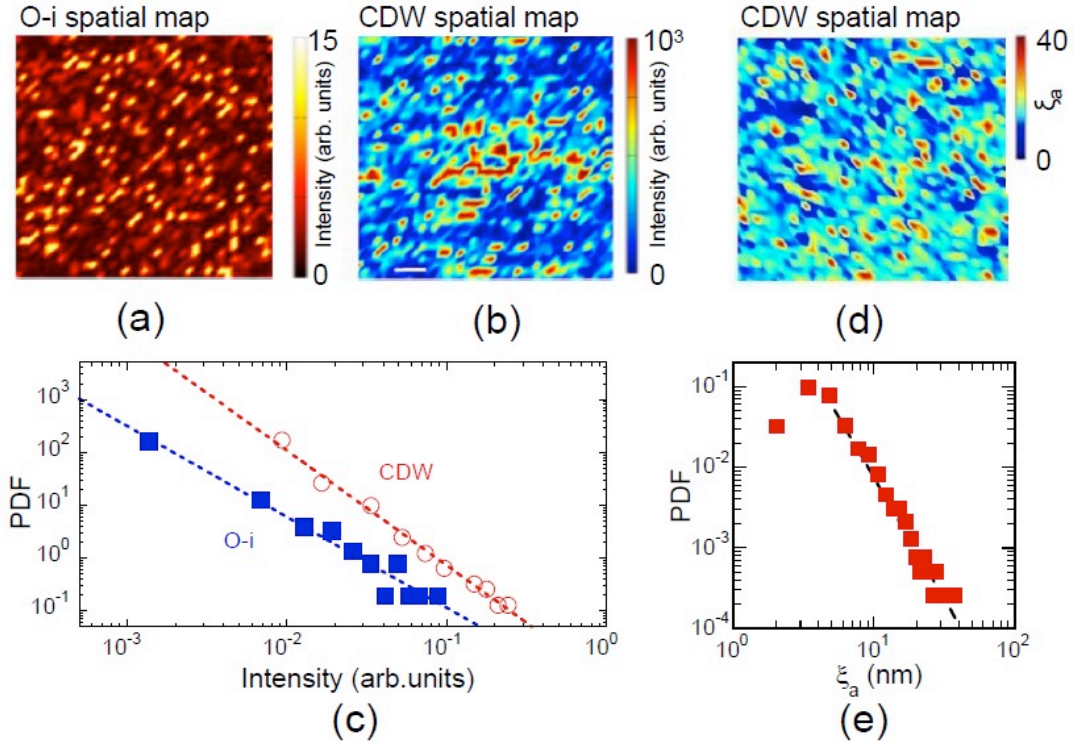 O-i spatial map
15
Intensity (arb. units)
0
(a)
CDW spatial map
10³
Intensity (arb. units)
0
(b)
CDW spatial map
40
ξa
0
(d)
PDF
10³
10²
10¹
10⁰
10⁻¹
CDW
O-i
10⁻³
10⁻²
10⁻¹
10⁰
Intensity (arb.units)
(c)
PDF
10⁻¹
10⁻²
10⁻³
10⁻⁴
10⁰
10¹
10²
ξa (nm)
(e)